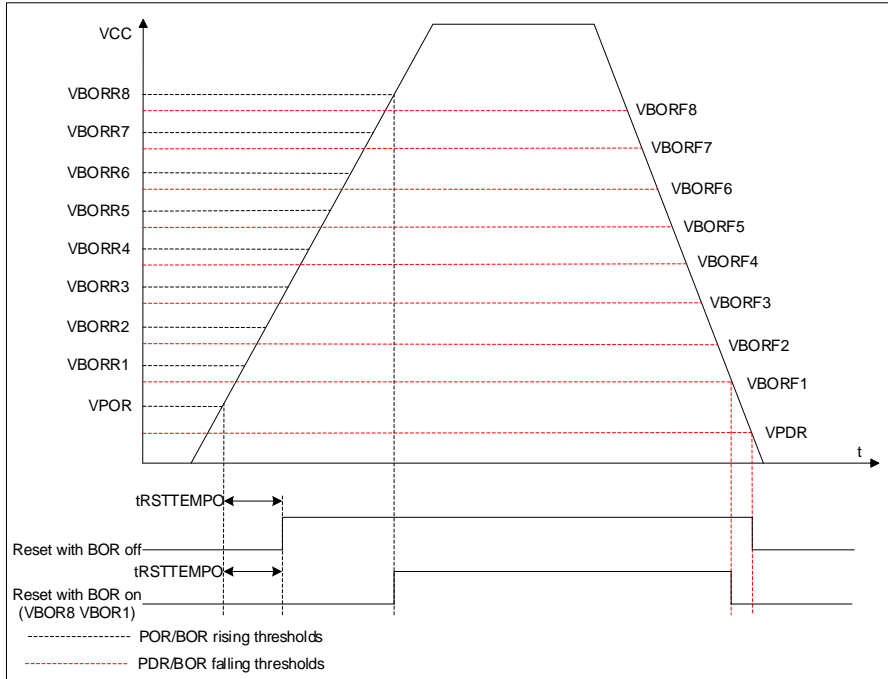 VCC
VBORR8
VBORF8
VBORR7
VBORF7
VBORR6
VBORF6
VBORR5
VBORF5
VBORR4
VBORF4
VBORR3
VBORF3
VBORR2
VBORF2
VBORR1
VBORF1
VPOR
VPDR
t
tRSTTEMPO
Reset with BOR off
tRSTTEMPO
Reset with BOR on
(VBOR8 VBOR1)
POR/BOR rising thresholds
PDR/BOR falling thresholds